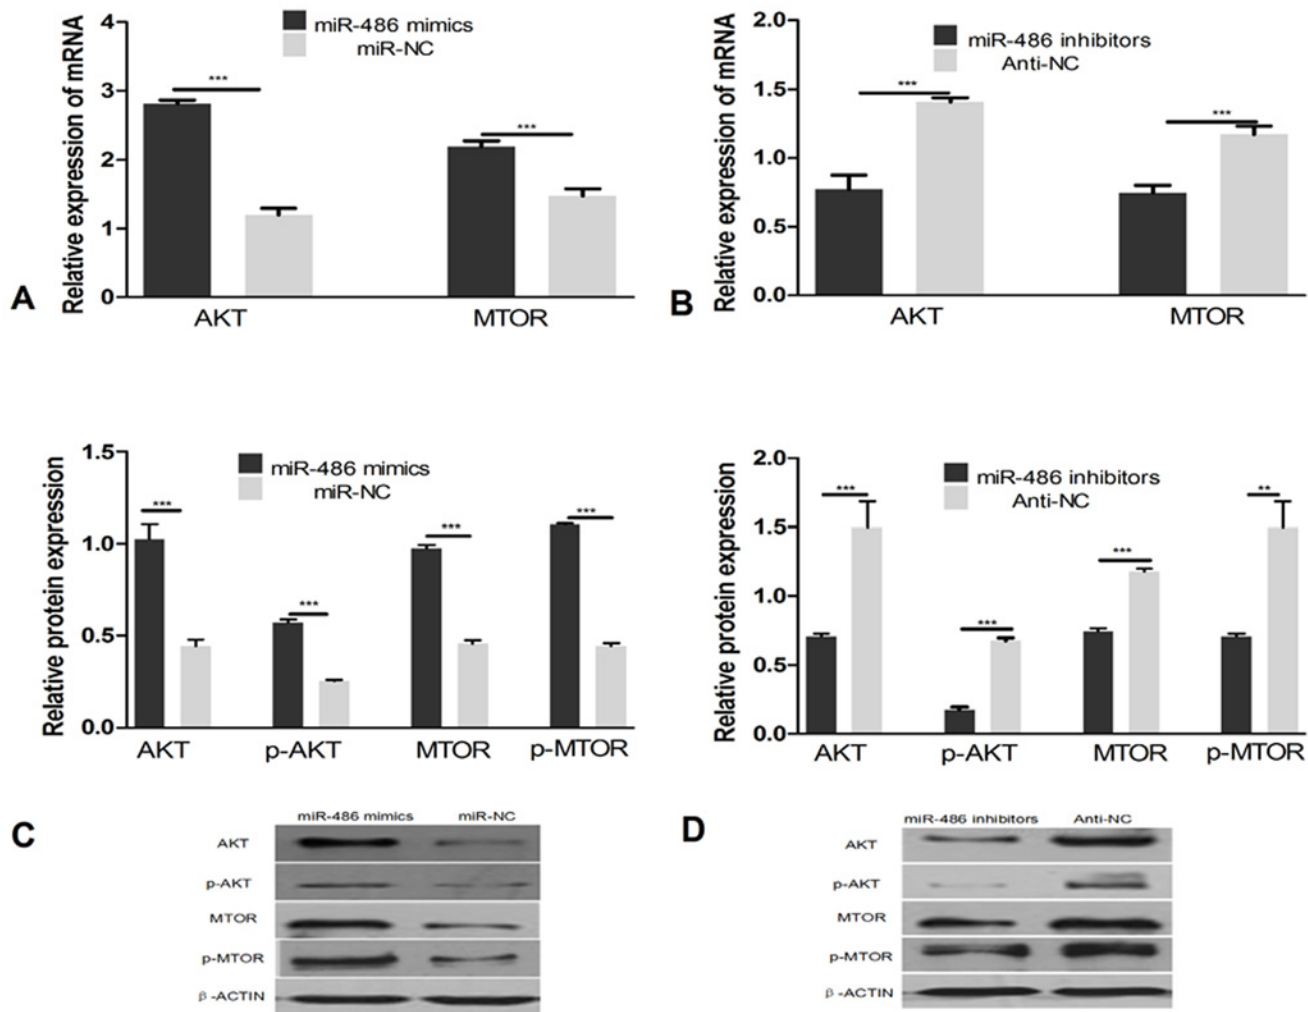 miR-486 mimics
miR-NC
Relative expression of mRNA
4
3
2
1
0
***
***
AKT
MTOR
A
miR-486 inhibitors
Anti-NC
Relative expression of mRNA
2.0
1.5
1.0
0.5
0.0
***
***
AKT
MTOR
B
miR-486 mimics
miR-NC
Relative protein expression
1.5
1.0
0.5
0.0
***
***
***
***
AKT
p-AKT
MTOR
p-MTOR
miR-486 inhibitors
Anti-NC
Relative protein expression
2.0
1.5
1.0
0.5
0.0
***
***
***
**
AKT
p-AKT
MTOR
p-MTOR
C
miR-486 mimics
miR-NC
AKT
p-AKT
MTOR
p-MTOR
β-ACTIN
D
miR-486 inhibitors
Anti-NC
AKT
p-AKT
MTOR
p-MTOR
β-ACTIN